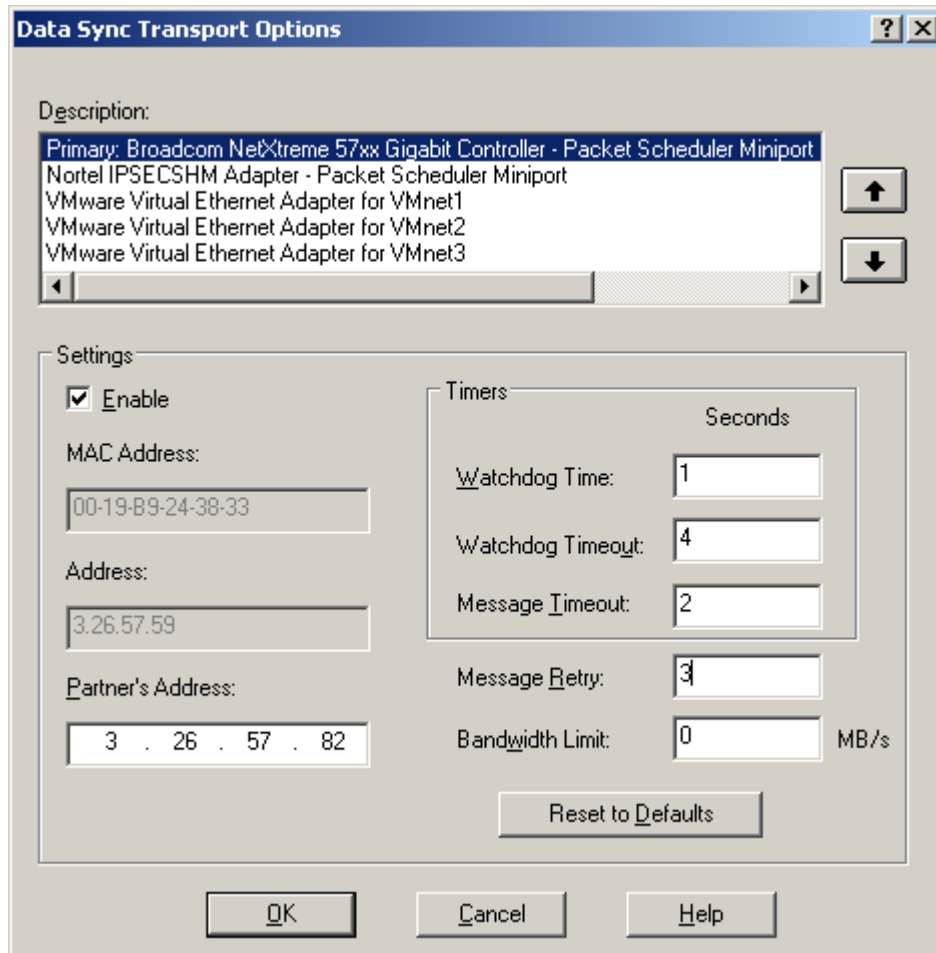 Data Sync Transport Options
Description:
Primary: Broadcom NetXtreme 57xx Gigabit Controller - Packet Scheduler Miniport
Nortel IPSECSHM Adapter - Packet Scheduler Miniport
VMware Virtual Ethernet Adapter for VMnet1
VMware Virtual Ethernet Adapter for VMnet2
VMware Virtual Ethernet Adapter for VMnet3
Settings
Enable
MAC Address:
00-19-B9-24-38-33
Address:
3.26.57.59
Partner's Address:
3 . 26 . 57 . 82
Timers
Seconds
Watchdog Time: 1
Watchdog Timeout: 4
Message Timeout: 2
Message Retry: 3
Bandwidth Limit: 0 MB/s
Reset to Defaults
OK Cancel Help